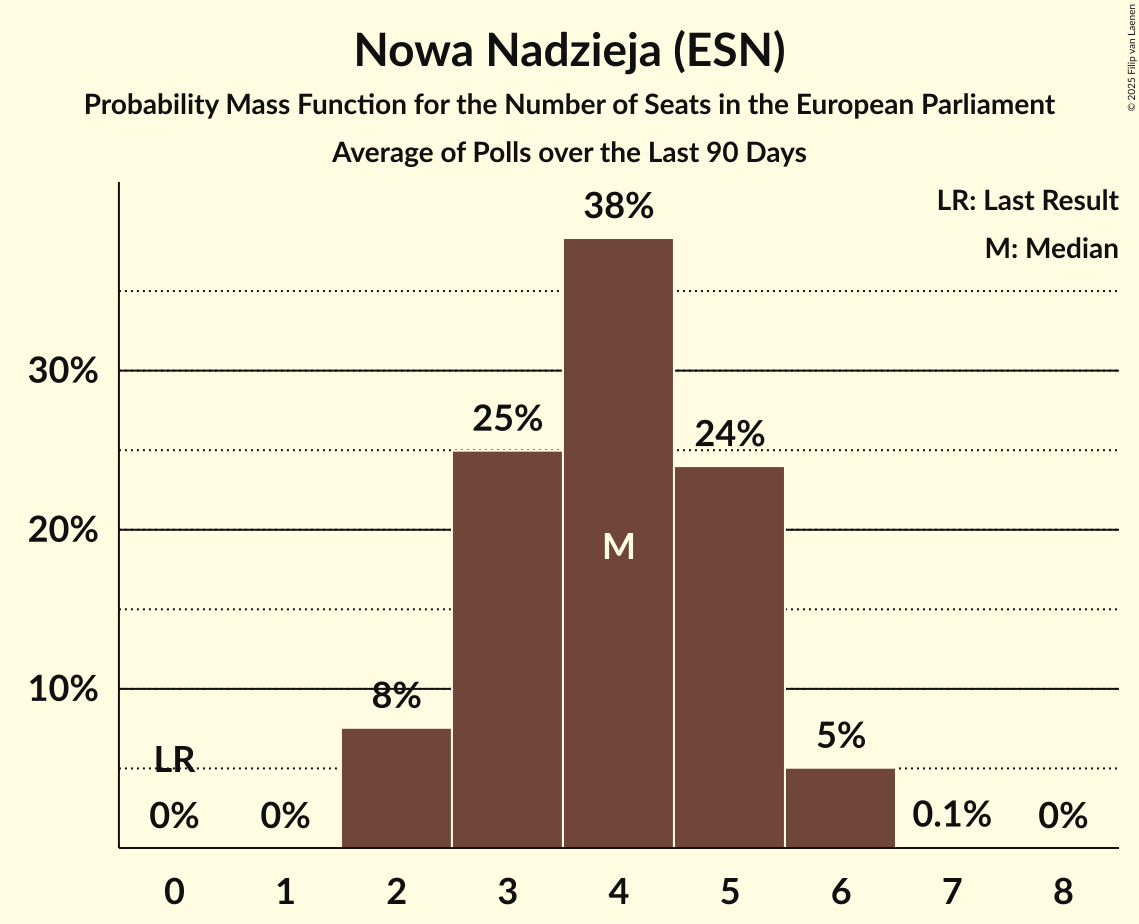 Nowa Nadzieja (ESN)
Probability Mass Function for the Number of Seats in the European Parliament
Average of Polls over the Last 90 Days
© 2025 Filip van Laenen
LR: Last Result
M: Median
38%
30%
25%
24%
20%
M
10%
8%
5%
LR
0%
0%
0.1%
0%
0
1
2
3
4
5
6
7
8